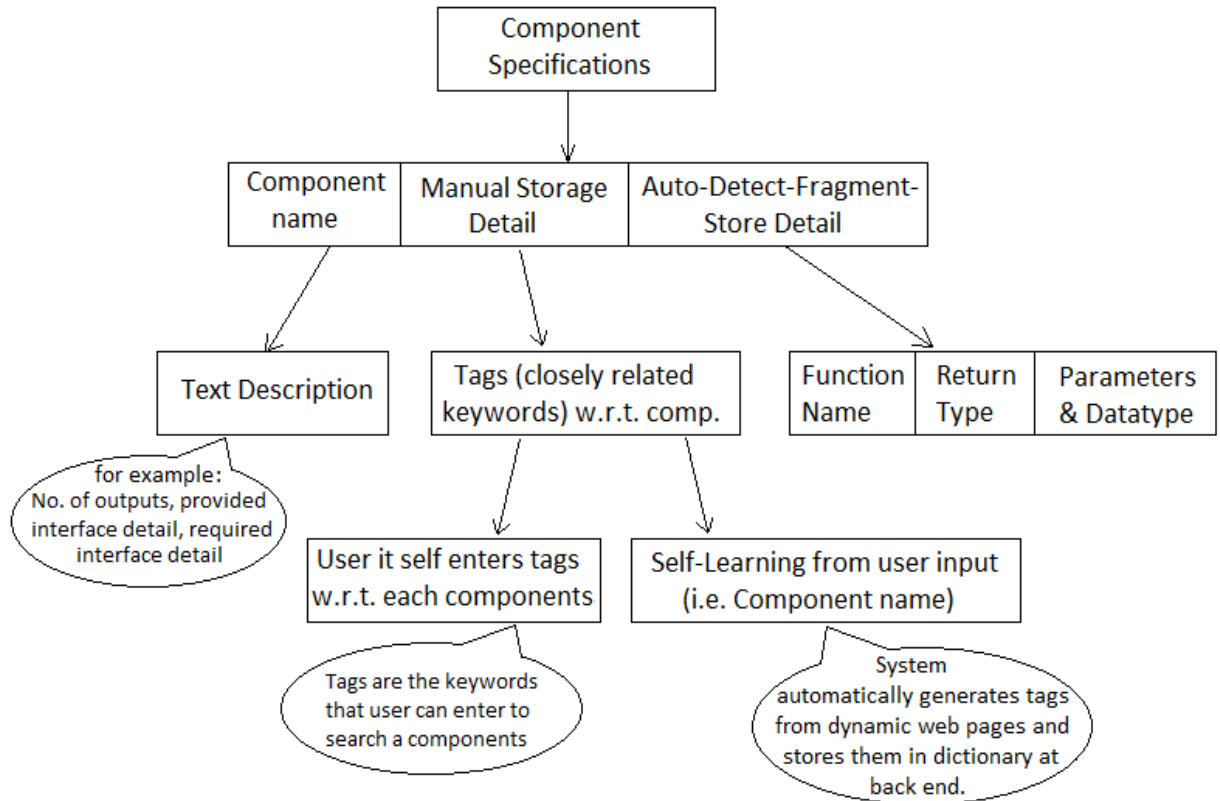 Component
Specifications
Component
name
Manual Storage
Detail
Auto-Detect-Fragment-
Store Detail
Text Description
Tags (closely related
keywords) w.r.t. comp.
Function
Name
Return
Type
Parameters
& Datatype
for example:
No. of outputs, provided
interface detail, required
interface detail
User it self enters tags
w.r.t. each components
Self-Learning from user input
(i.e. Component name)
Tags are the keywords
that user can enter to
search a components
System
automatically generates tags
from dynamic web pages and
stores them in dictionary at
back end.